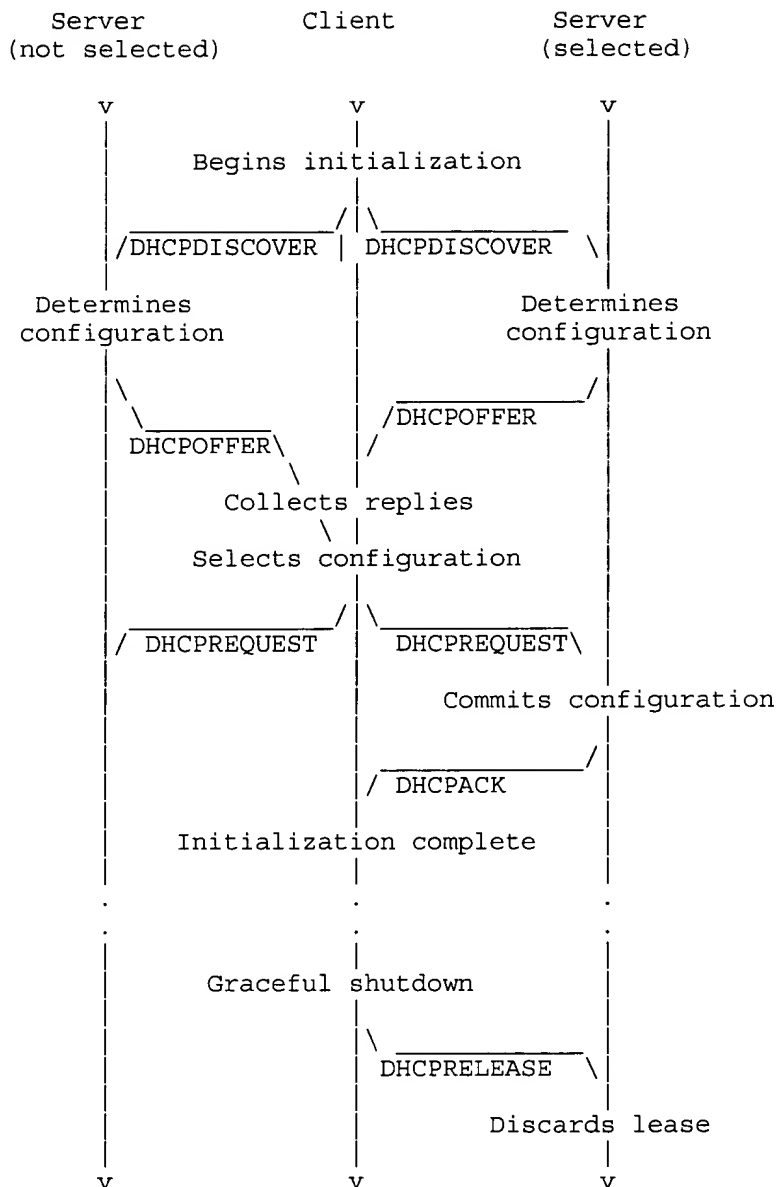 Server Client Server
(not selected) (selected)
v v v
Begins initialization
DHCPDISCOVER DHCPDISCOVER
Determines Determines
configuration configuration
DHCPOFFER
DHCPOFFER
Collects replies
Selects configuration
DHCPREQUEST DHCPREQUEST
Commits configuration
DHCPACK
Initialization complete
. . .
. . .
Graceful shutdown
DHCPRELEASE
Discards lease
v v v